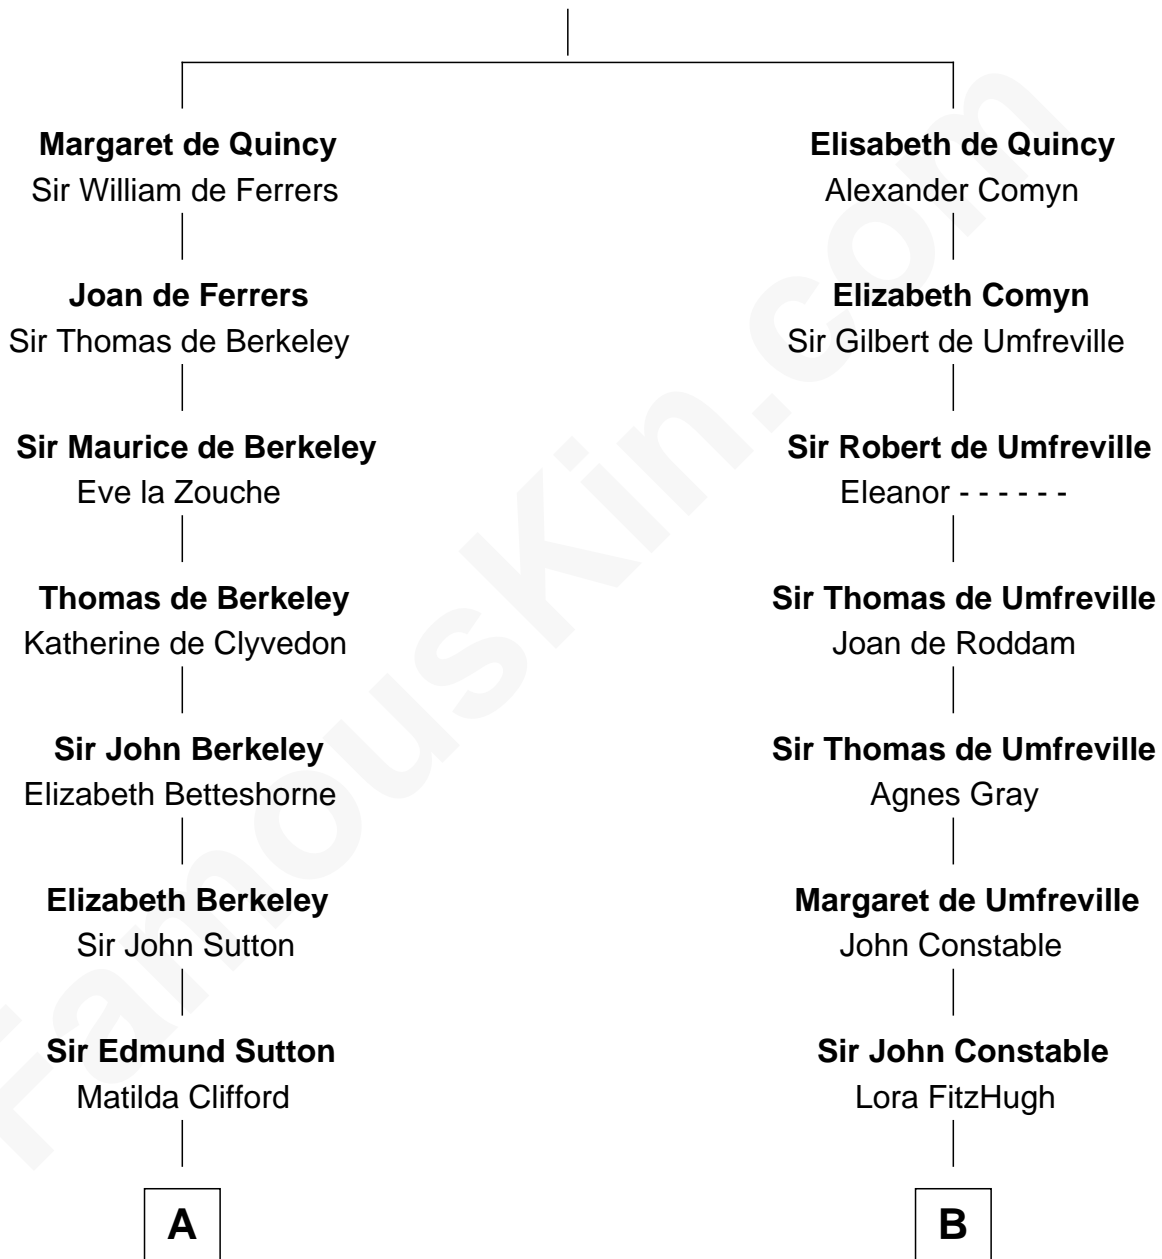 Margaret de Quincy
Sir William de Ferrers
Elisabeth de Quincy
Alexander Comyn
Joan de Ferrers
Sir Thomas de Berkeley
Elizabeth Comyn
Sir Gilbert de Umfreville
Sir Maurice de Berkeley
Eve la Zouche
Sir Robert de Umfreville
Eleanor - - - - - -
Thomas de Berkeley
Katherine de Clyvedon
Sir Thomas de Umfreville
Joan de Roddam
Sir John Berkeley
Elizabeth Betteshorne
Sir Thomas de Umfreville
Agnes Gray
Elizabeth Berkeley
Sir John Sutton
Margaret de Umfreville
John Constable
Sir Edmund Sutton
Matilda Clifford
Sir John Constable
Lora FitzHugh
A
B
FamousKin.com